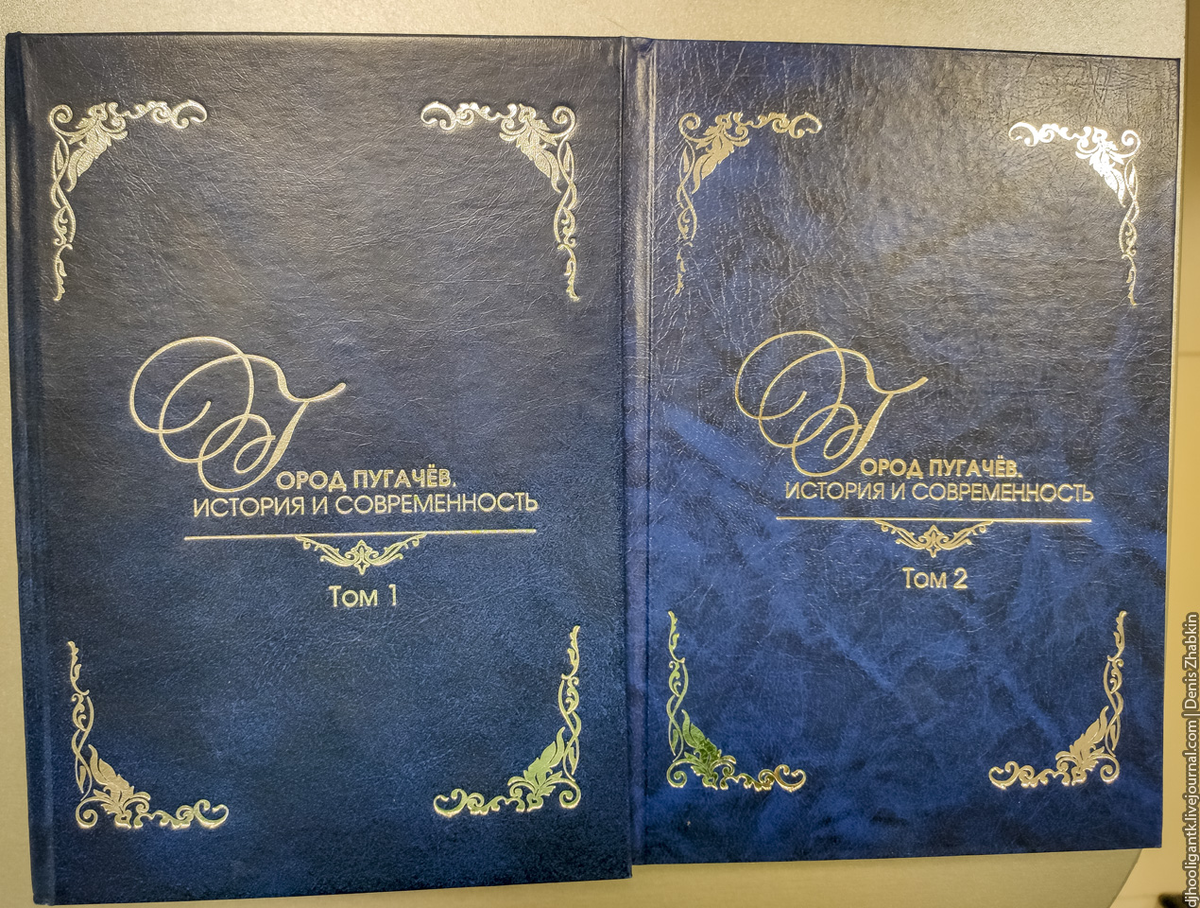 Город Пугачёв.
История и современность
Том 1
Город Пугачёв.
История и современность
Том 2
djhooligantk.livejournal.com | Denis Zhabkin